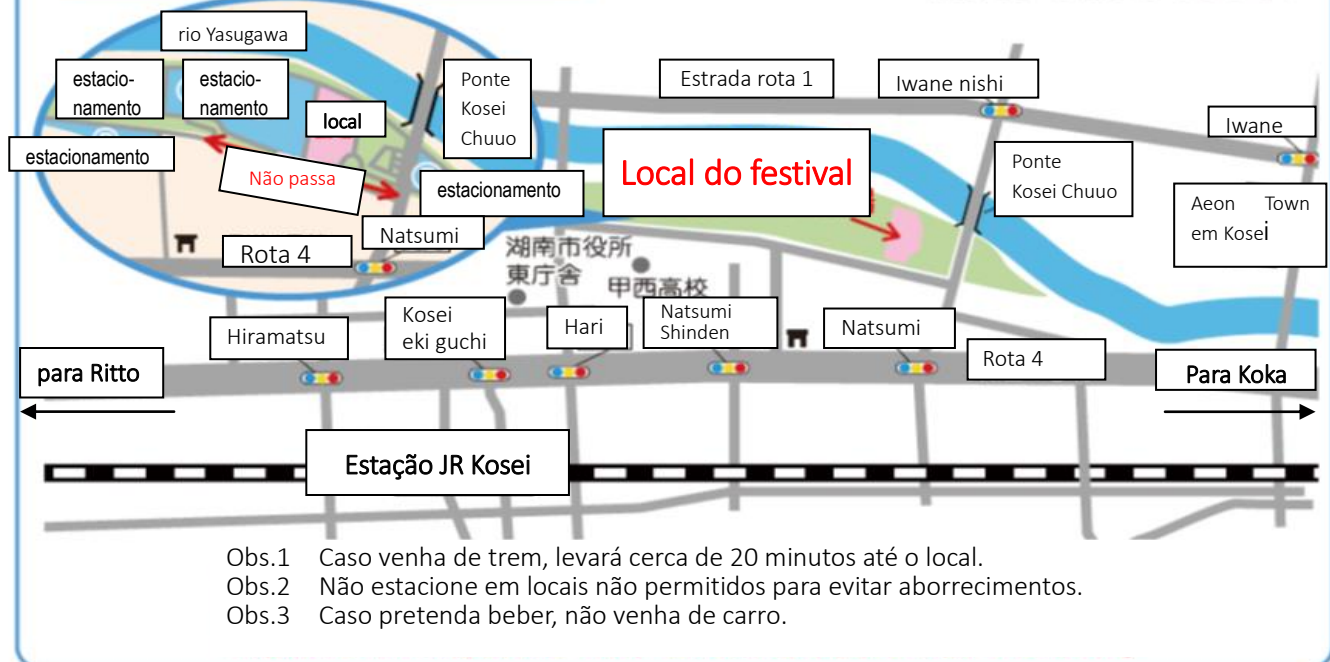 rio Yasugawa
estacio-
namento
estacio-
namento
local
Ponte
Kosei
Chuuo
Estrada rota 1
Iwane nishi
Iwane
estacionamento
Não passa
estacionamento
Local do festival
Ponte
Kosei Chuuo
Aeon Town
em Kosei
Natsumi
Rota 4
湖南市役所
東庁舎
甲西高校
Hiramatsu
Kosei
eki guchi
Hari
Natsumi
Shinden
Natsumi
Rota 4
para Ritto
Para Koka
Estação JR Kosei
Obs.1 Caso venha de trem, levará cerca de 20 minutos até o local.
Obs.2 Não estacione em locais não permitidos para evitar aborrecimentos.
Obs.3 Caso pretenda beber, não venha de carro.